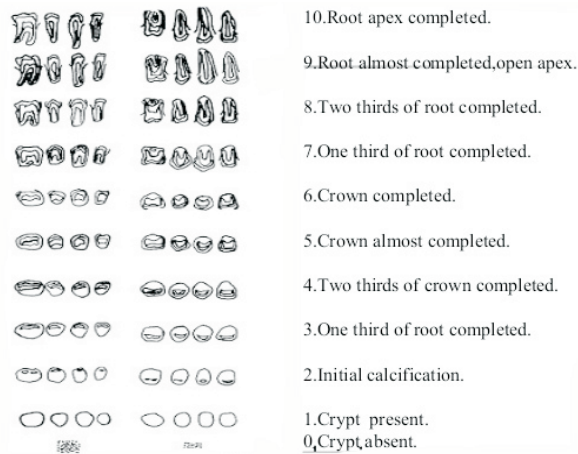 10.Root apex completed.
9.Root almost completed,open apex.
8.Two thirds of root completed.
7.One third of root completed.
6.Crown completed.
5.Crown almost completed.
4.Two thirds of crown completed.
3.One third of root completed.
2.Initial calcification.
1.Crypt present.
0,Crypt,absent.